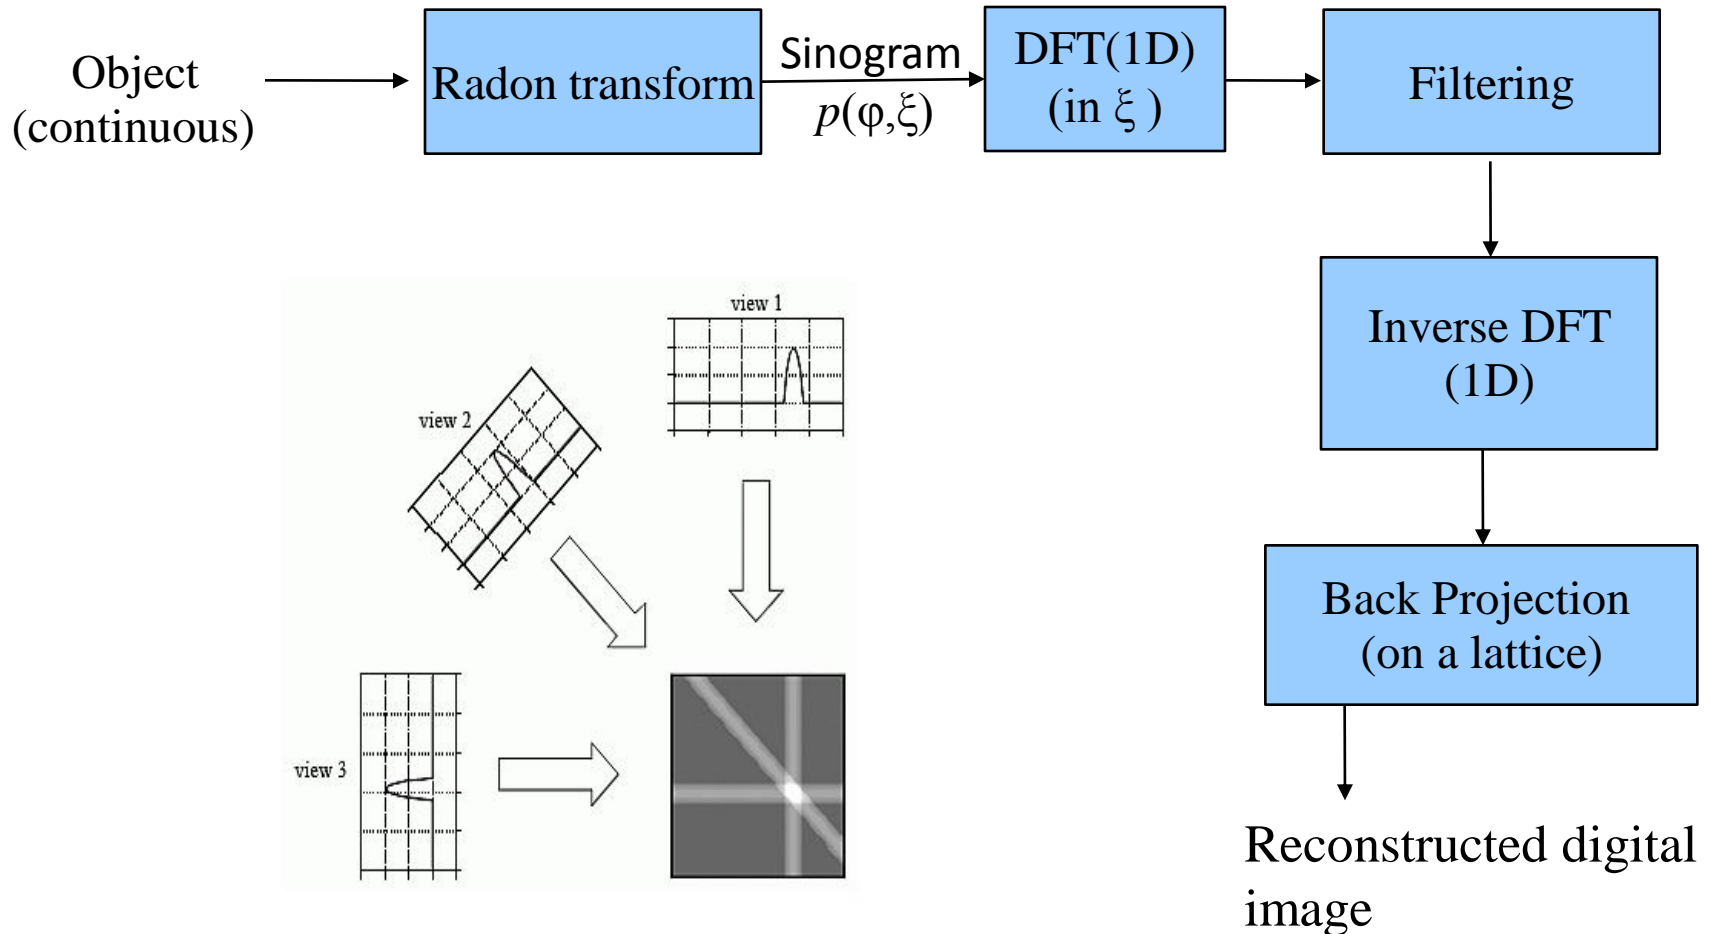 Object
(continuous)
Radon transform
Sinogram
p(φ,ξ)
DFT(1D)
(in ξ )
Filtering
Inverse DFT
(1D)
Back Projection
(on a lattice)
Reconstructed digital
image
view 1
view 2
view 3